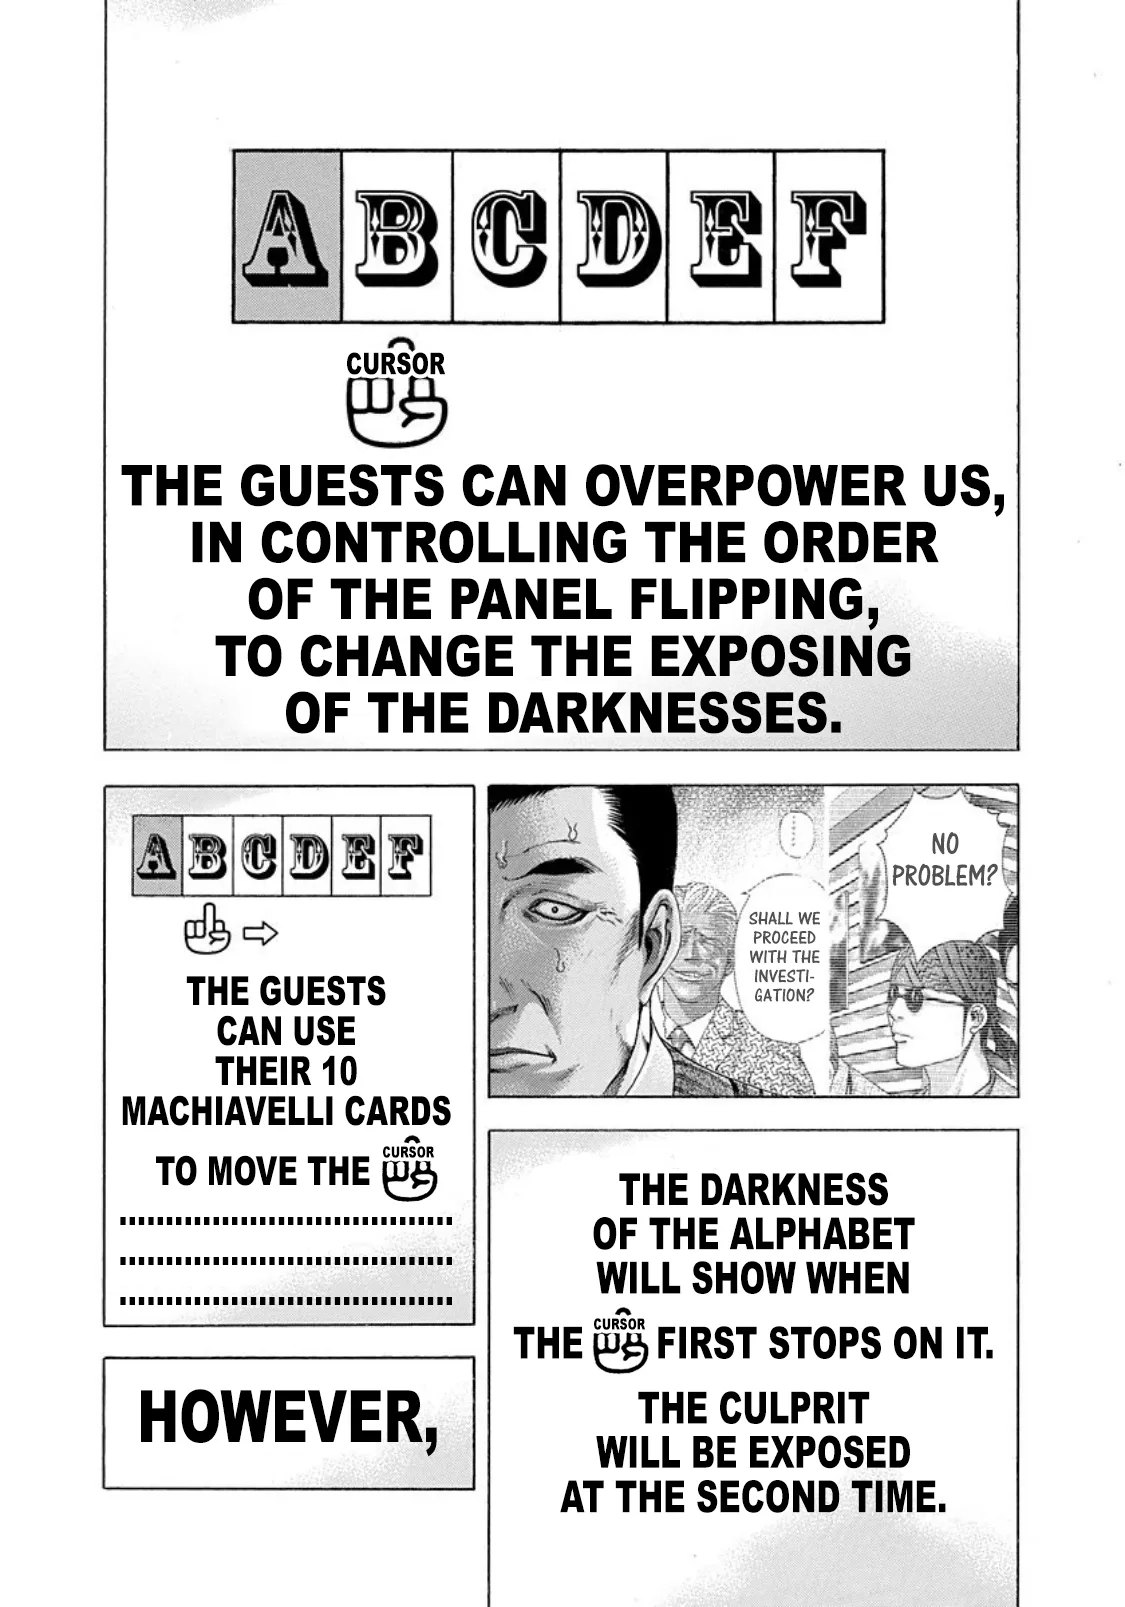 A B C D E F
CURSOR
THE GUESTS CAN OVERPOWER US,
IN CONTROLLING THE ORDER
OF THE PANEL FLIPPING,
TO CHANGE THE EXPOSING
OF THE DARKNESSES.
NO
PROBLEM?
.......
SHALL WE
PROCEED
WITH THE
INVESTI-
GATION?
A B C D E F
THE GUESTS
CAN USE
THEIR 10
MACHIAVELLI CARDS
TO MOVE THE CURSOR
THE DARKNESS
OF THE ALPHABET
WILL SHOW WHEN
THE CURSOR FIRST STOPS ON IT.
THE CULPRIT
WILL BE EXPOSED
AT THE SECOND TIME.
HOWEVER,